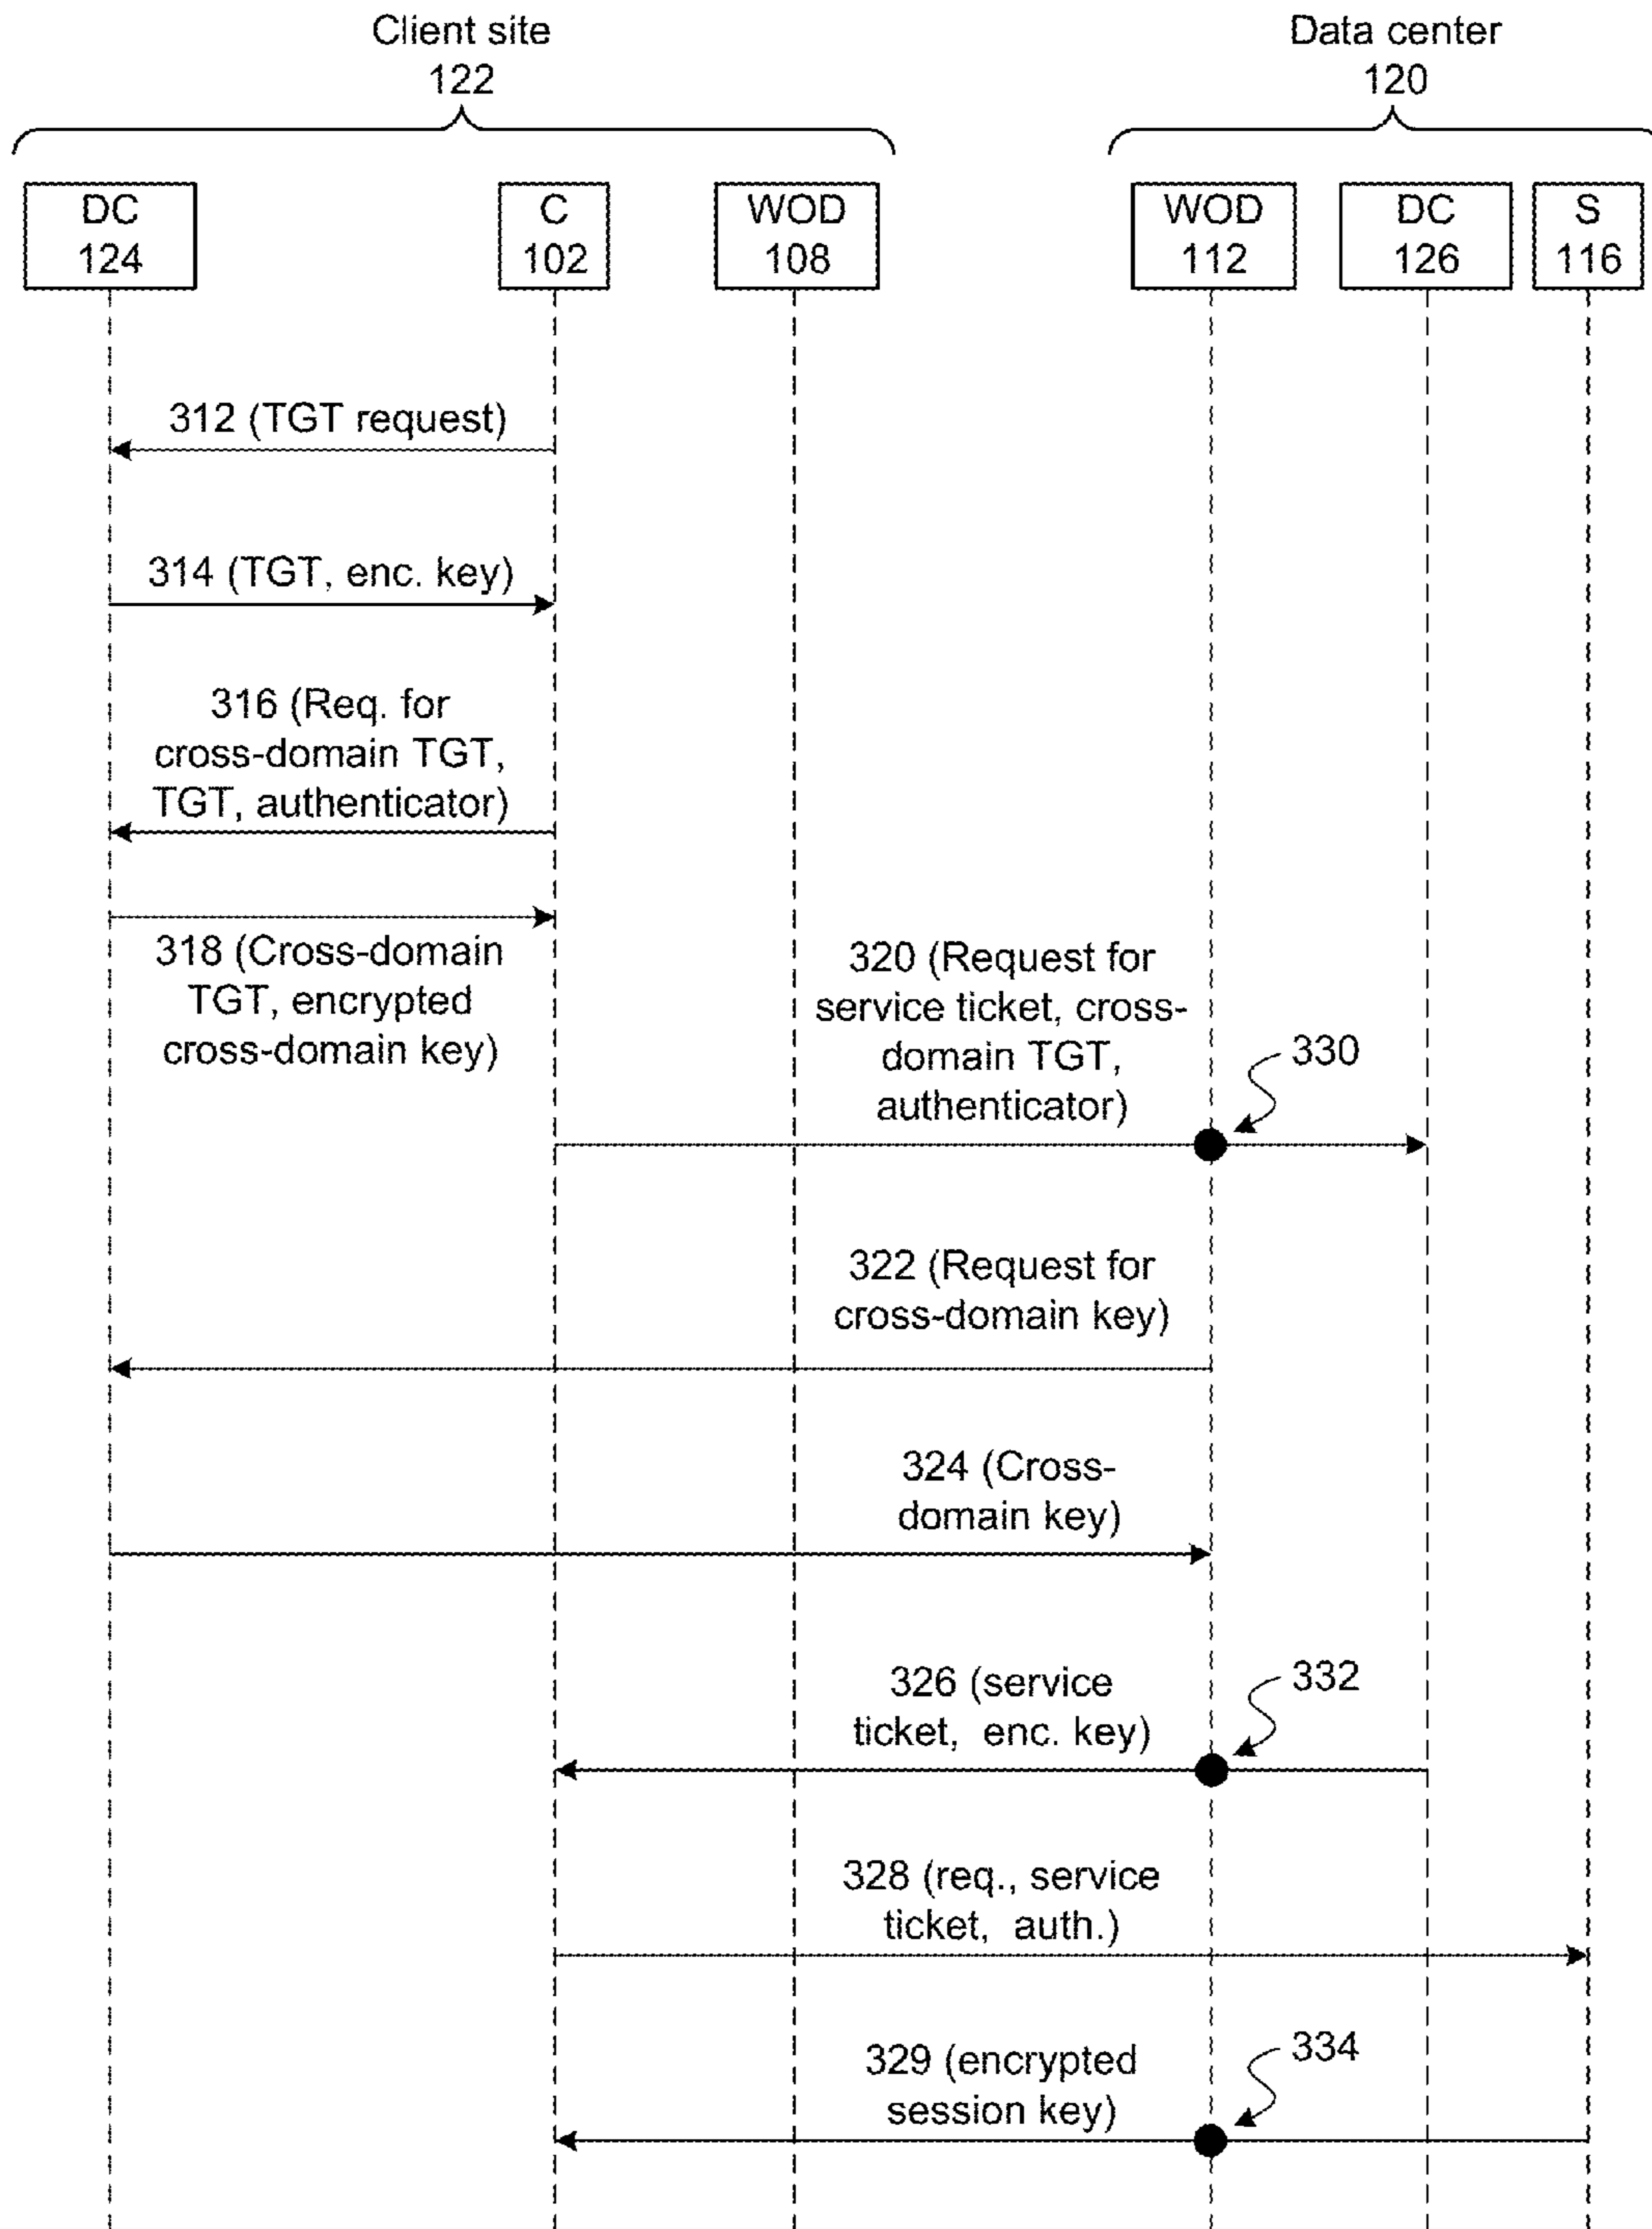 Client site
122
Data center
120
DC
124
C
102
WOD
108
WOD
112
DC
126
S
116
312 (TGT request)
314 (TGT, enc. key)
316 (Req. for
cross-domain TGT,
TGT, authenticator)
318 (Cross-domain
TGT, encrypted
cross-domain key)
320 (Request for
service ticket, cross-
domain TGT,
authenticator)
330
322 (Request for
cross-domain key)
324 (Cross-
domain key)
326 (service
ticket, enc. key)
332
328 (req., service
ticket, auth.)
329 (encrypted
session key)
334